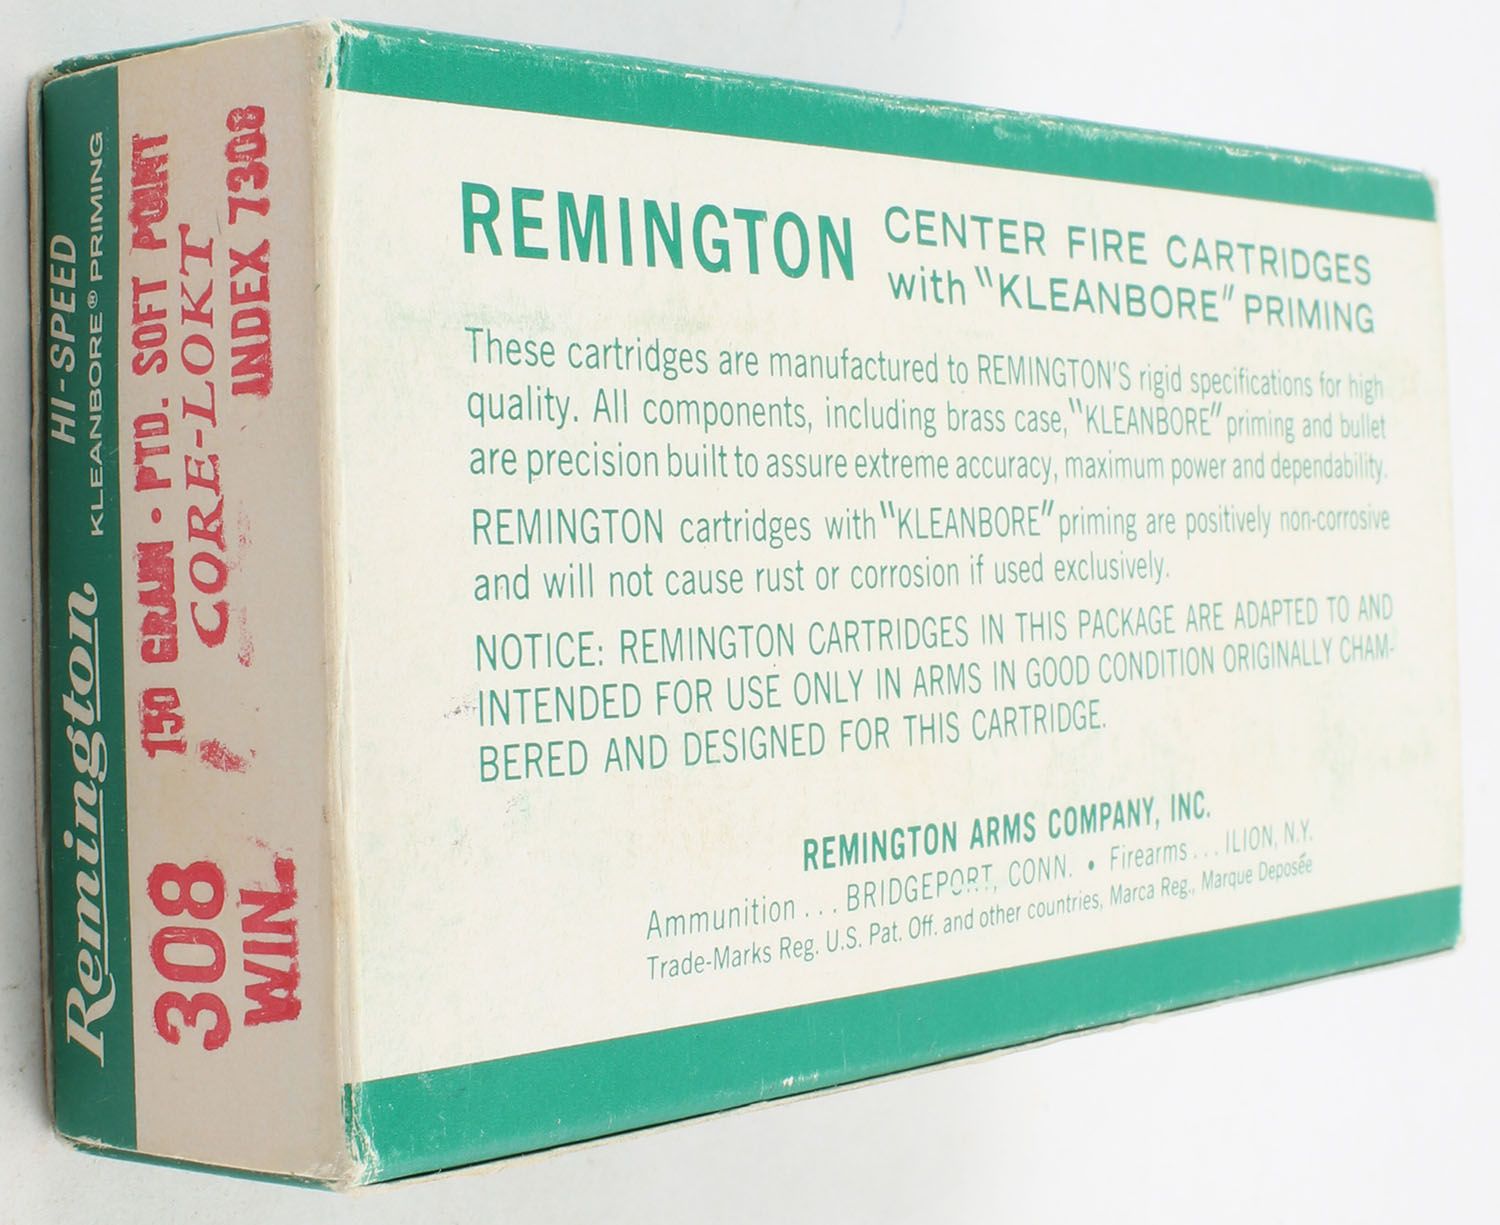 Remington HI-SPEED
KLEANBORE® PRIMING
308
WIN.
150 GRAIN • PTD. SOFT POINT
CORE-LOKT
INDEX 7308
REMINGTON
CENTER FIRE CARTRIDGES
with "KLEANBORE" PRIMING
These cartridges are manufactured to REMINGTON'S rigid specifications for high
quality. All components, including brass case, "KLEANBORE" priming and bullet
are precision built to assure extreme accuracy, maximum power and dependability.
REMINGTON cartridges with "KLEANBORE" priming are positively non-corrosive
and will not cause rust or corrosion if used exclusively.
NOTICE: REMINGTON CARTRIDGES IN THIS PACKAGE ARE ADAPTED TO AND
INTENDED FOR USE ONLY IN ARMS IN GOOD CONDITION ORIGINALLY CHAM-
BERED AND DESIGNED FOR THIS CARTRIDGE.
REMINGTON ARMS COMPANY, INC.
Ammunition . . . BRIDGEPORT, CONN. • Firearms . . . ILION, N.Y.
Trade-Marks Reg. U.S. Pat. Off. and other countries, Marca Reg., Marque Deposée